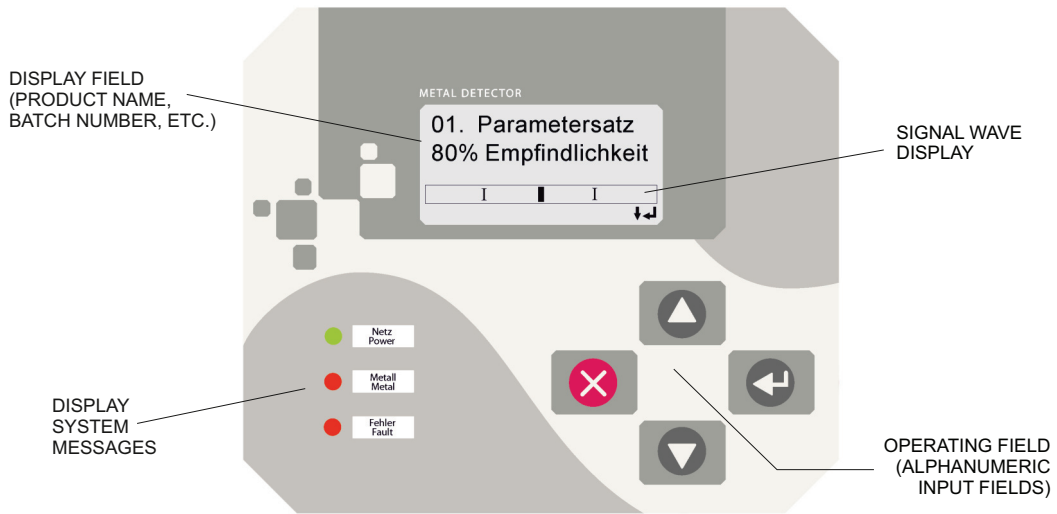 DISPLAY FIELD
(PRODUCT NAME,
BATCH NUMBER, ETC.)
METAL DETECTOR
01. Parametersatz
80% Empfindlichkeit
SIGNAL WAVE
DISPLAY
Netz
Power
Metall
Metal
Fehler
Fault
DISPLAY
SYSTEM
MESSAGES
OPERATING FIELD
(ALPHANUMERIC
INPUT FIELDS)